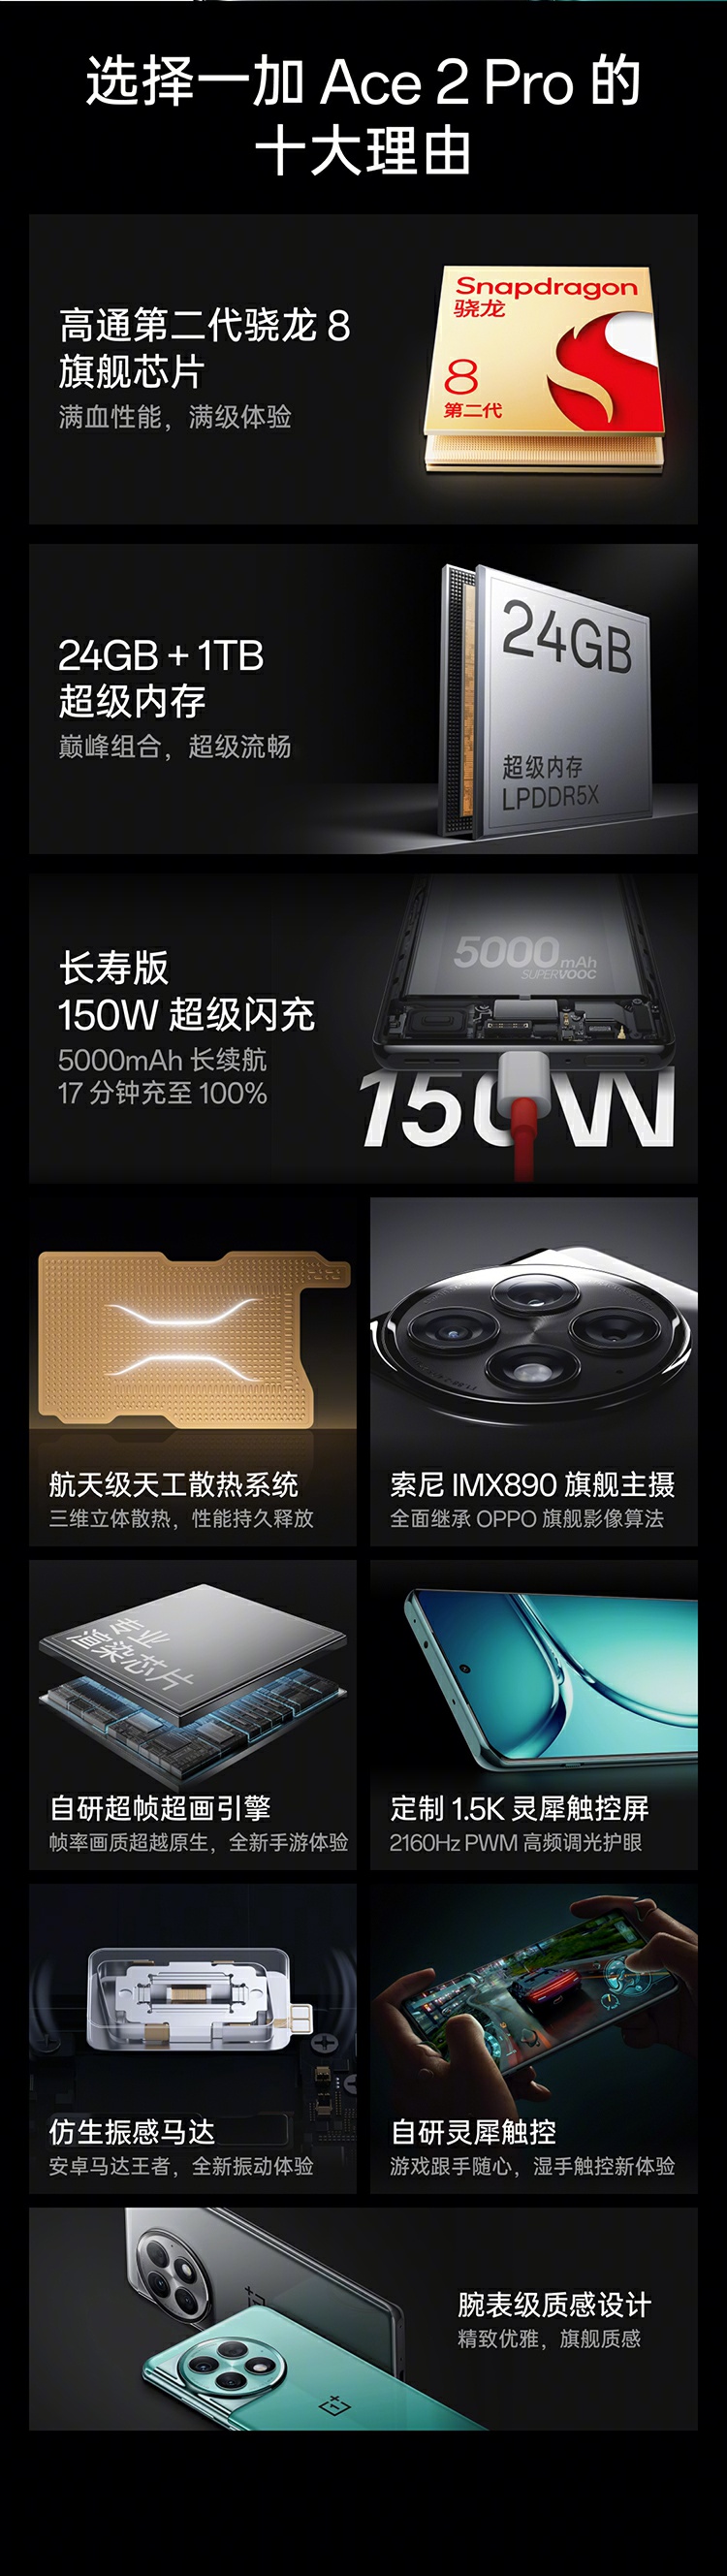 选择一加 Ace 2 Pro 的
十大理由
高通第二代骁龙 8
旗舰芯片
满血性能，满级体验
Snapdragon
骁龙
8
第二代
24GB + 1TB
超级内存
巅峰组合，超级流畅
24GB
超级内存
LPDDR5X
长寿版
150W 超级闪充
5000mAh 长续航
17 分钟充至 100%
5000 mAh
SUPERVOOC
150W
航天级天工散热系统
三维立体散热，性能持久释放
索尼 IMX890 旗舰主摄
全面继承 OPPO 旗舰影像算法
专业
渲染芯片
自研超帧超画引擎
帧率画质超越原生，全新手游体验
定制 1.5K 灵犀触控屏
2160Hz PWM 高频调光护眼
仿生振感马达
安卓马达王者，全新振动体验
自研灵犀触控
游戏跟手随心，湿手触控新体验
腕表级质感设计
精致优雅，旗舰质感